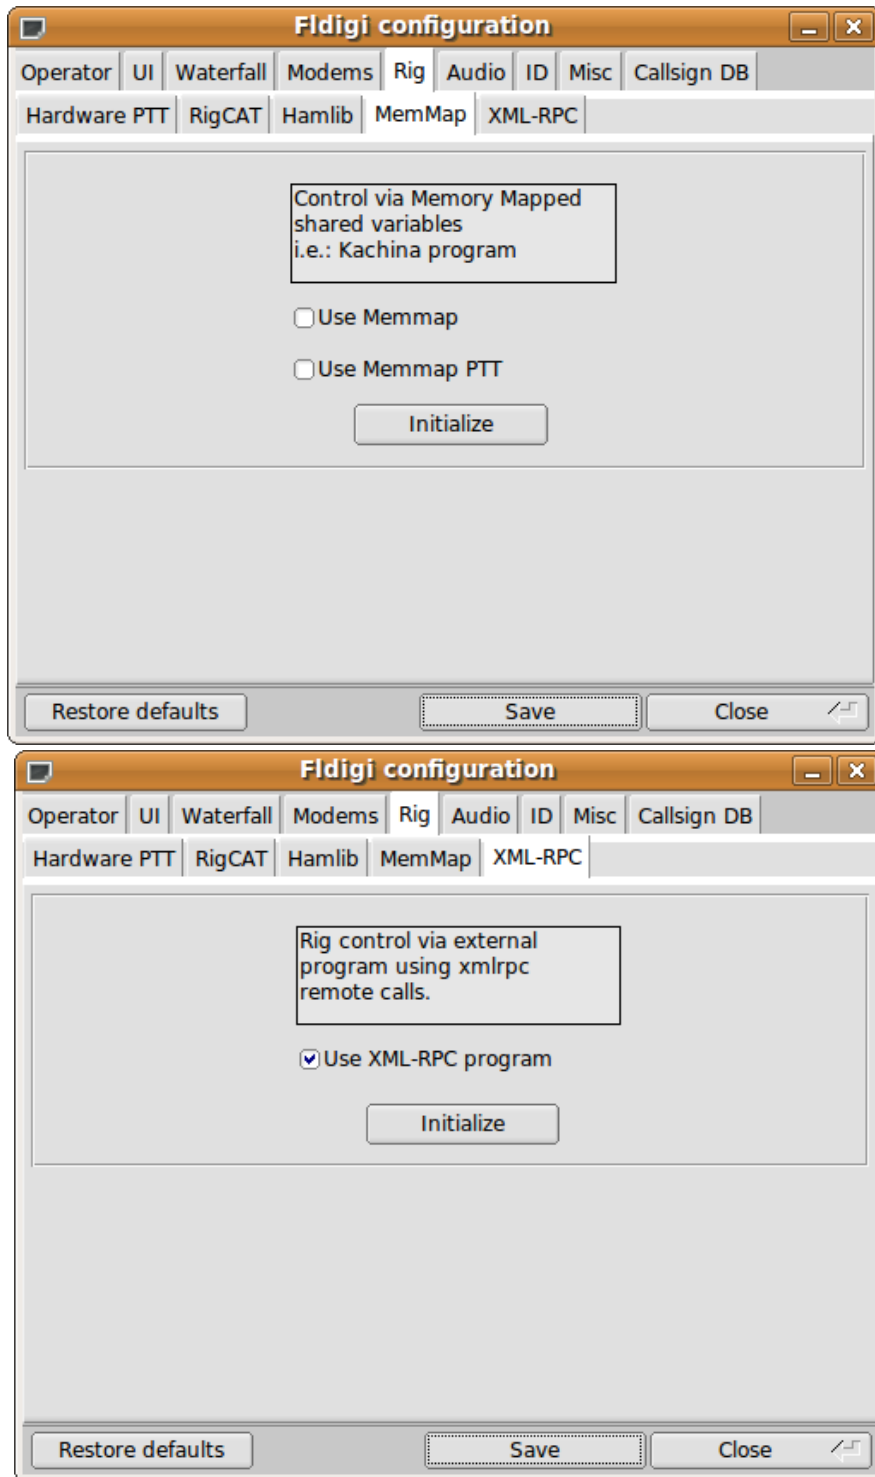 Fldigi configuration
Operator UI Waterfall Modems Rig Audio ID Misc Callsign DB
Hardware PTT RigCAT Hamlib MemMap XML-RPC
Control via Memory Mapped
shared variables
i.e.: Kachina program
Use Memmap
Use Memmap PTT
Initialize
Restore defaults Save Close
Fldigi configuration
Operator UI Waterfall Modems Rig Audio ID Misc Callsign DB
Hardware PTT RigCAT Hamlib MemMap XML-RPC
Rig control via external
program using xmlrpc
remote calls.
Use XML-RPC program
Initialize
Restore defaults Save Close